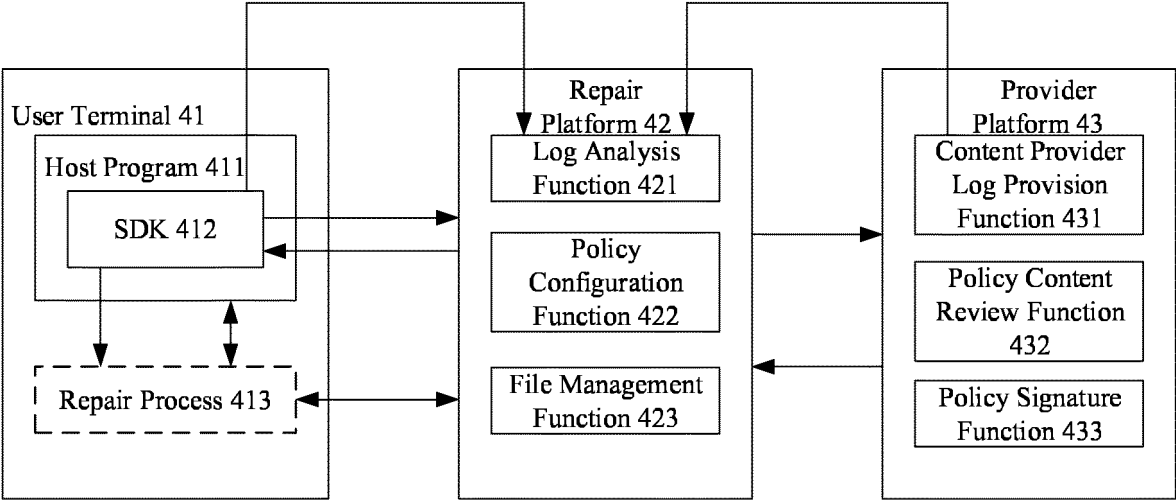 User Terminal 41
Host Program 411
SDK 412
Repair Process 413
Repair
Platform 42
Log Analysis
Function 421
Policy
Configuration
Function 422
File Management
Function 423
Provider
Platform 43
Content Provider
Log Provision
Function 431
Policy Content
Review Function
432
Policy Signature
Function 433